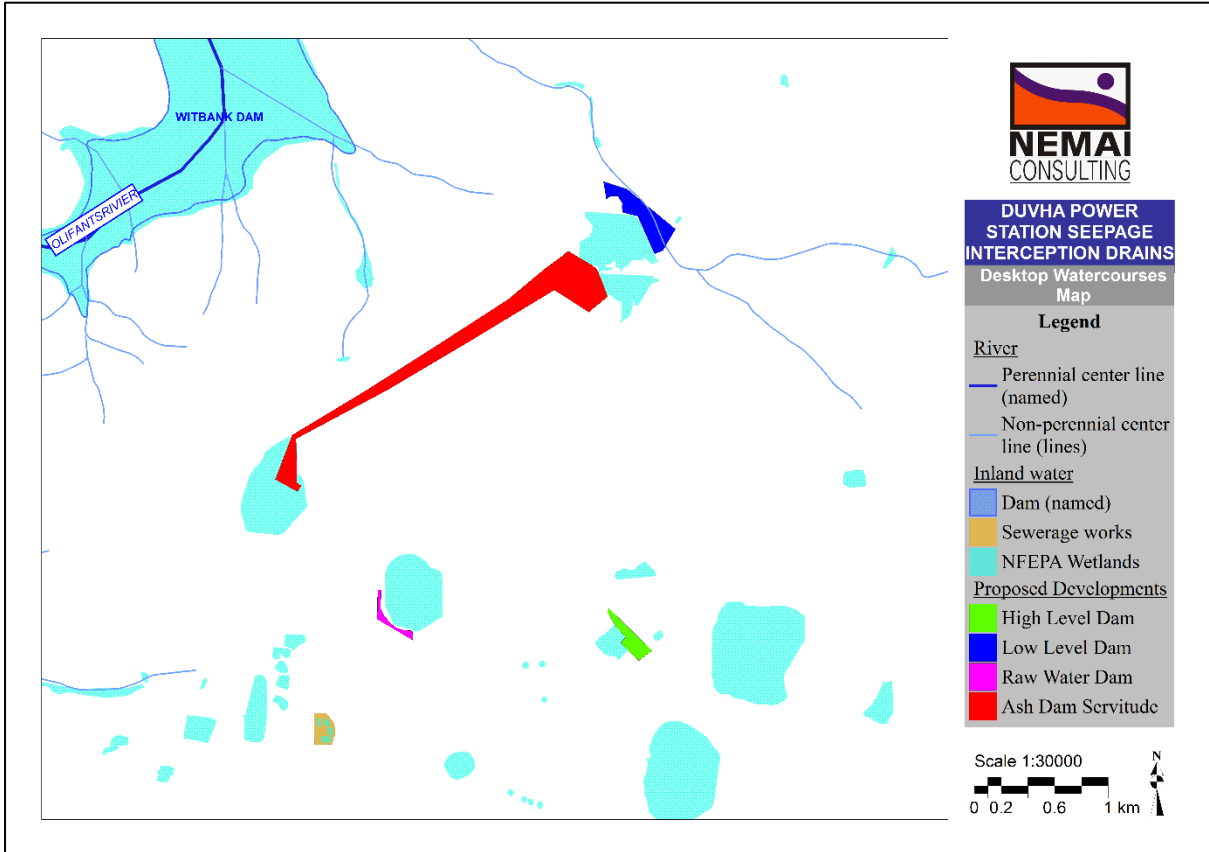 WITBANK DAM
OLIFANTSRIVIER
NEMAI
CONSULTING
DUVHA POWER
STATION SEEPAGE
INTERCEPTION DRAINS
Desktop Watercourses
Map
Legend
River
Perennial center line
(named)
Non-perennial center
line (lines)
Inland water
Dam (named)
Sewerage works
NFEPA Wetlands
Proposed Developments
High Level Dam
Low Level Dam
Raw Water Dam
Ash Dam Servitude
Scale 1:30000
N
0 0.2 0.6 1 km